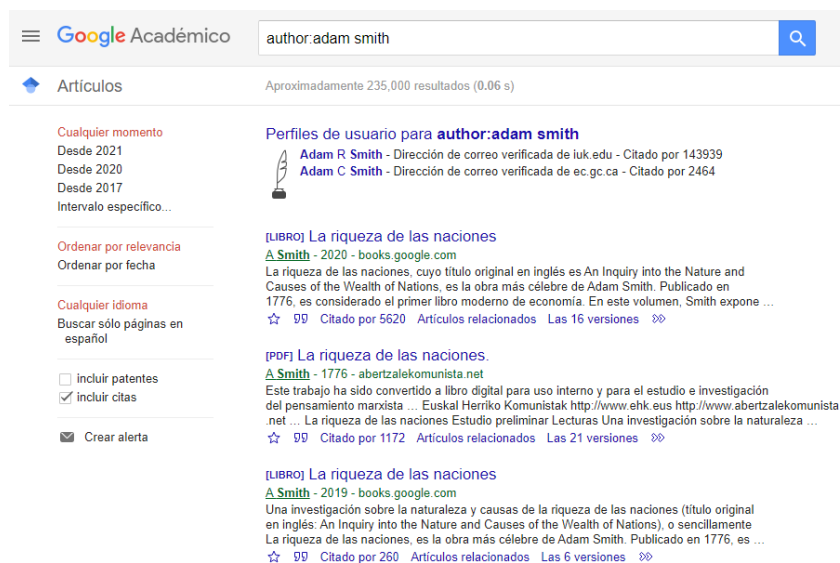 Google Académico
author:adam smith
Artículos
Aproximadamente 235,000 resultados (0.06 s)
Cualquier momento
Desde 2021
Desde 2020
Desde 2017
Intervalo específico...
Ordenar por relevancia
Ordenar por fecha
Cualquier idioma
Buscar sólo páginas en
español
incluir patentes
incluir citas
Crear alerta
Perfiles de usuario para author:adam smith
Adam R Smith - Dirección de correo verificada de iuk.edu - Citado por 143939
Adam C Smith - Dirección de correo verificada de ec.gc.ca - Citado por 2464
[LIBRO] La riqueza de las naciones
A Smith - 2020 - books.google.com
La riqueza de las naciones, cuyo título original en inglés es An Inquiry into the Nature and
Causes of the Wealth of Nations, es la obra más célebre de Adam Smith. Publicado en
1776, es considerado el primer libro moderno de economía. En este volumen, Smith expone ...
Citado por 5620 Artículos relacionados Las 16 versiones
[PDF] La riqueza de las naciones.
A Smith - 1776 - abertzalekomunista.net
Este trabajo ha sido convertido a libro digital para uso interno y para el estudio e investigación
del pensamiento marxista ... Euskal Herriko Komunistak http://www.ehk.eus http://www.abertzalekomunista
.net ... La riqueza de las naciones Estudio preliminar Lecturas Una investigación sobre la naturaleza ...
Citado por 1172 Artículos relacionados Las 21 versiones
[LIBRO] La riqueza de las naciones
A Smith - 2019 - books.google.com
Una investigación sobre la naturaleza y causas de la riqueza de las naciones (título original
en inglés: An Inquiry into the Nature and Causes of the Wealth of Nations), o sencillamente
La riqueza de las naciones, es la obra más célebre de Adam Smith. Publicado en 1776, es ...
Citado por 260 Artículos relacionados Las 6 versiones